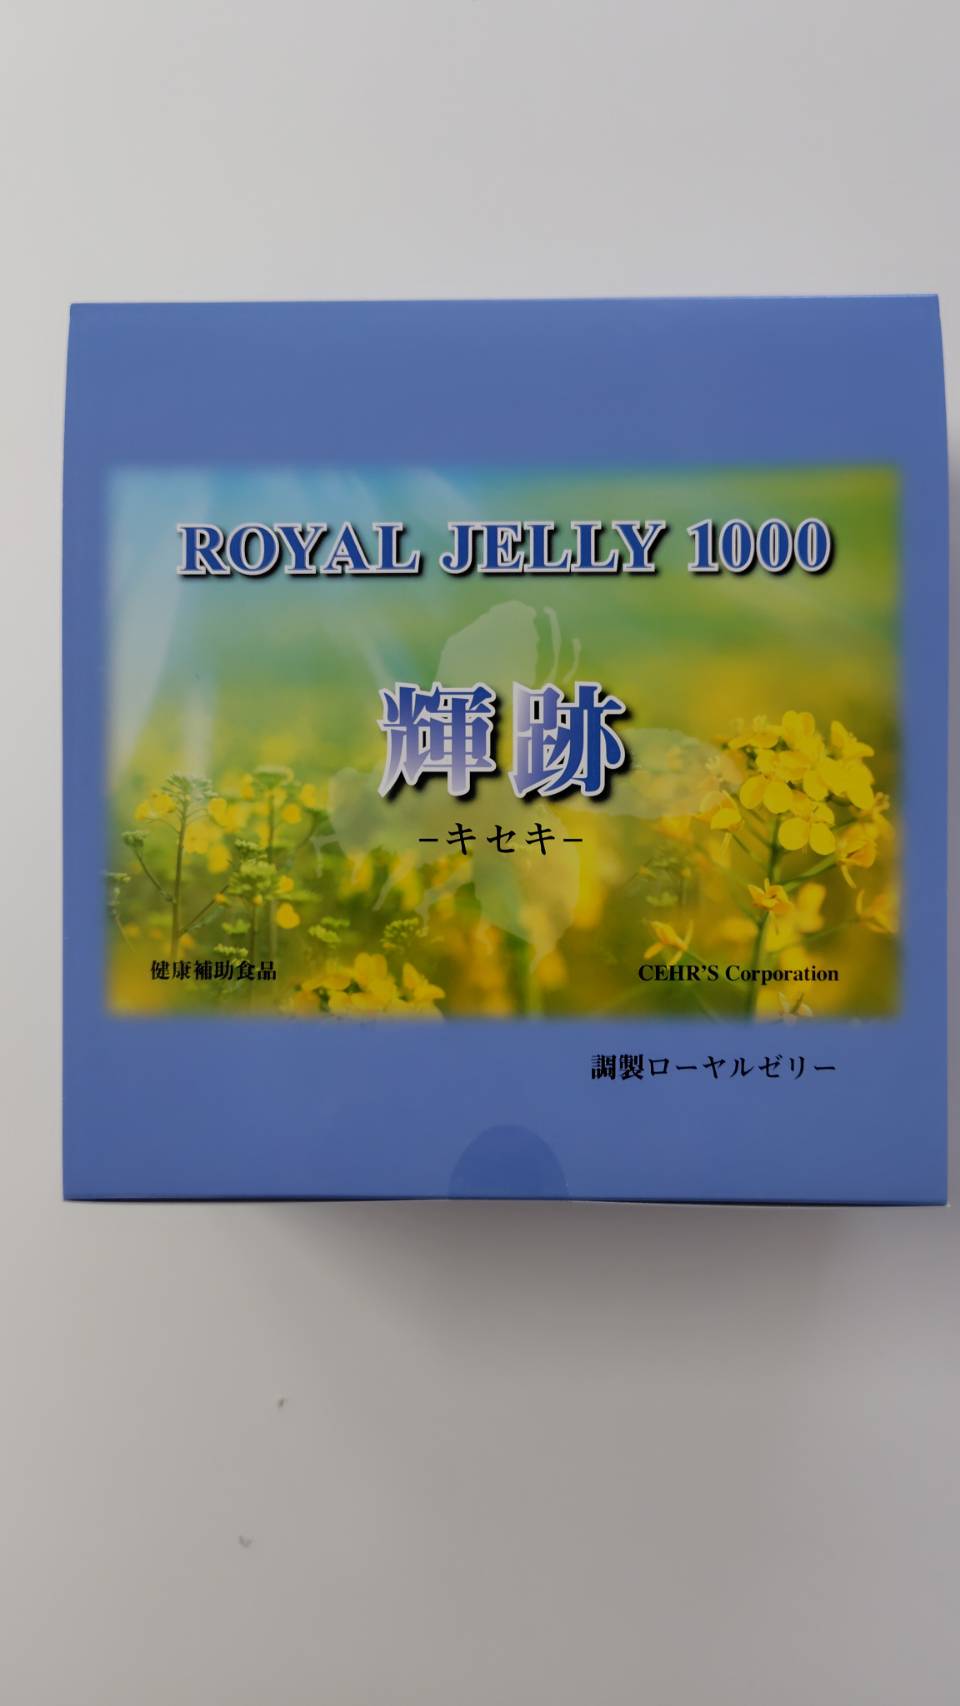 ROYAL JELLY 1000
輝跡
−キセキ−
健康補助食品
CEHR'S Corporation
調製ローヤルゼリー